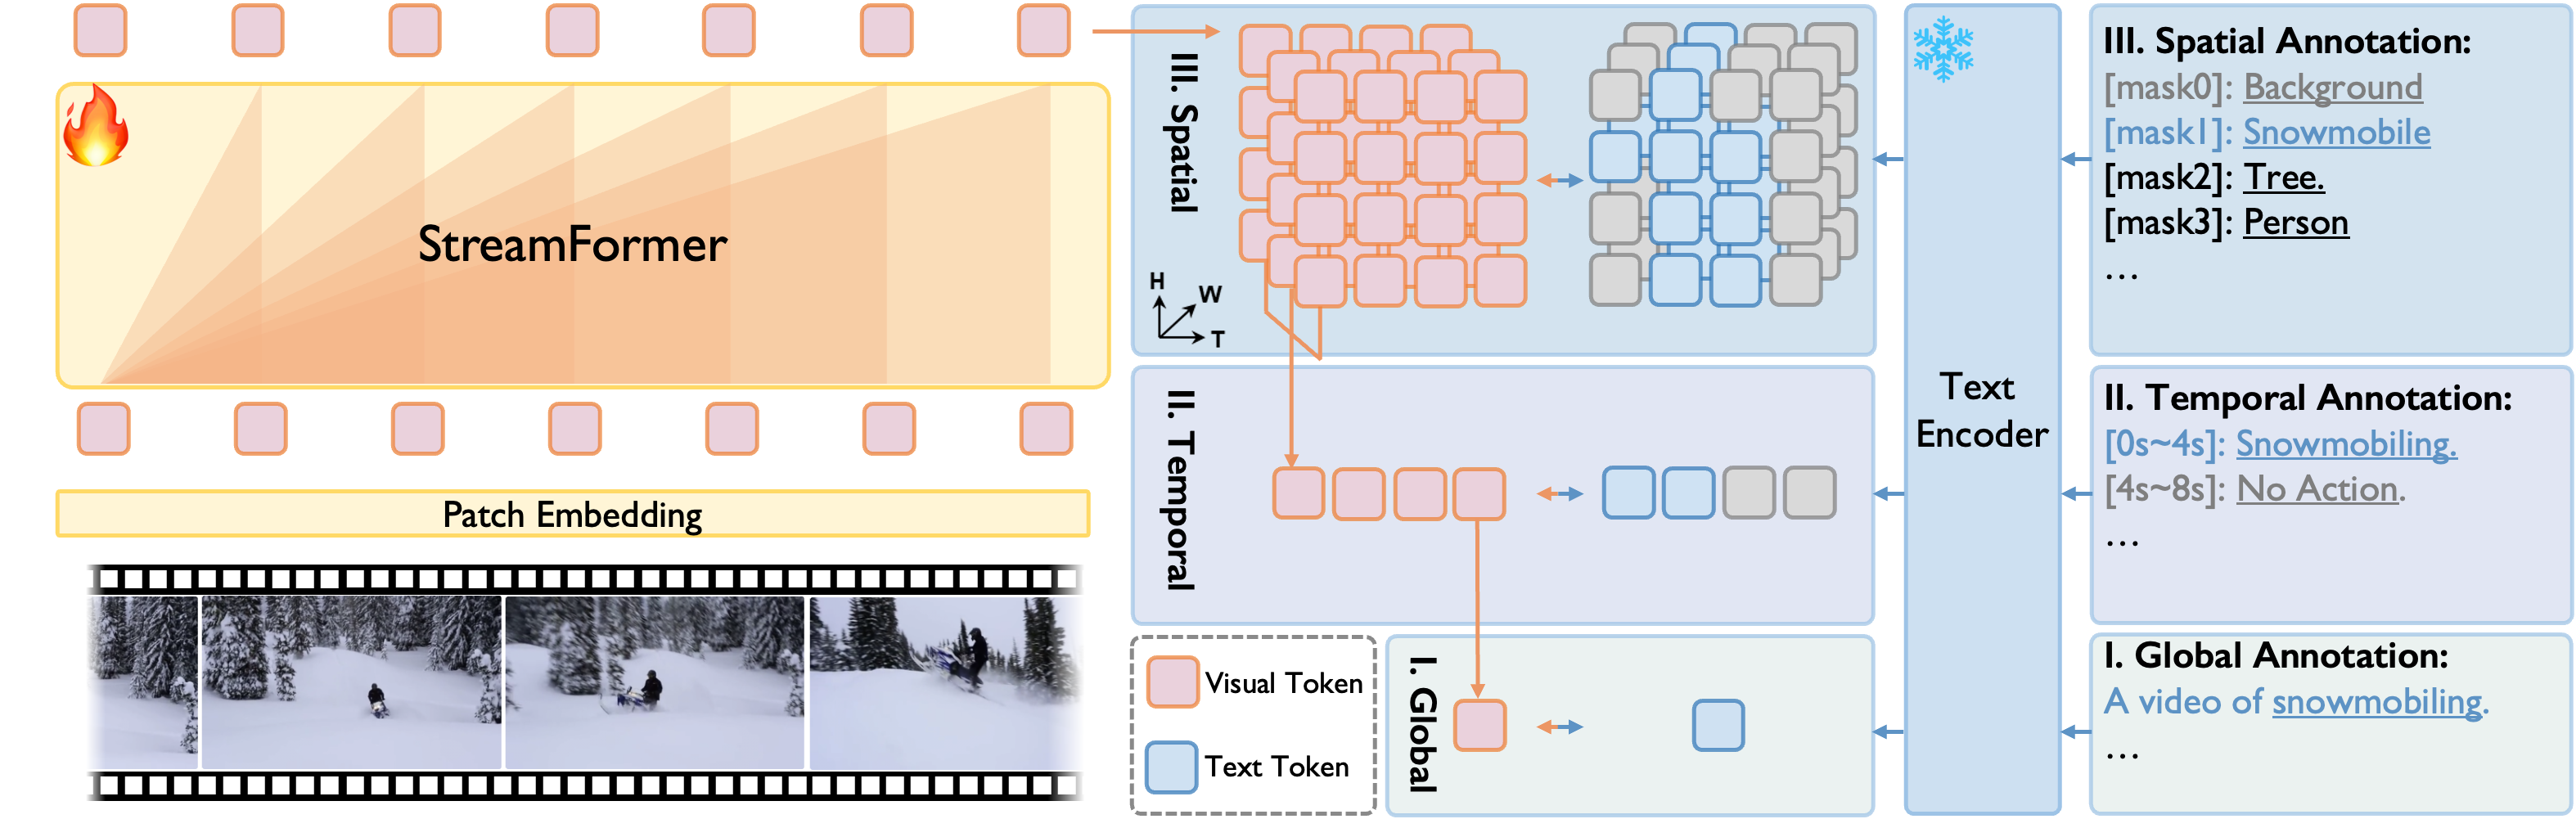 StreamFormer
Patch Embedding
III. Spatial
H
W
T
II. Temporal
I. Global
Visual Token
Text Token
Text
Encoder
III. Spatial Annotation:
[mask0]: Background
[mask1]: Snowmobile
[mask2]: Tree.
[mask3]: Person
...
II. Temporal Annotation:
[0s~4s]: Snowmobiling.
[4s~8s]: No Action.
...
I. Global Annotation:
A video of snowmobiling.
...